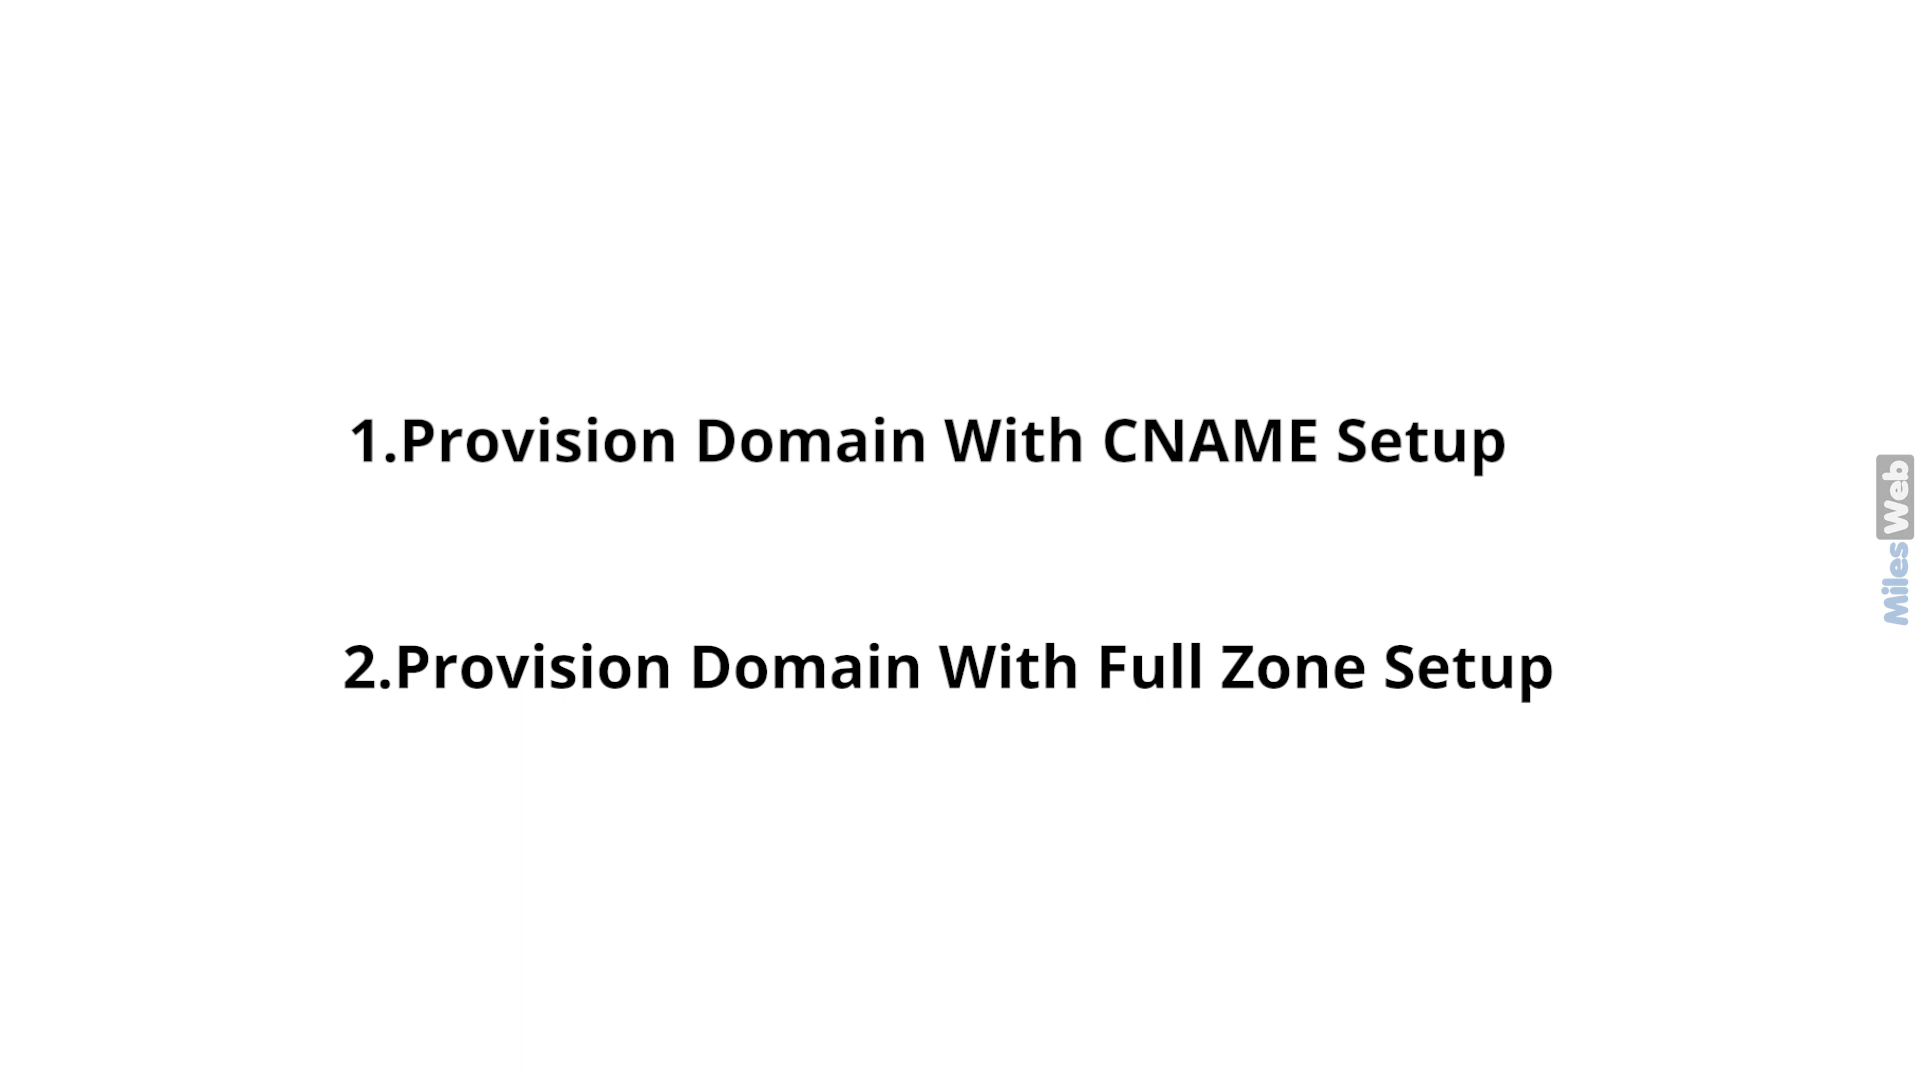 1.Provision Domain With CNAME Setup
2.Provision Domain With Full Zone Setup
MilesWeb